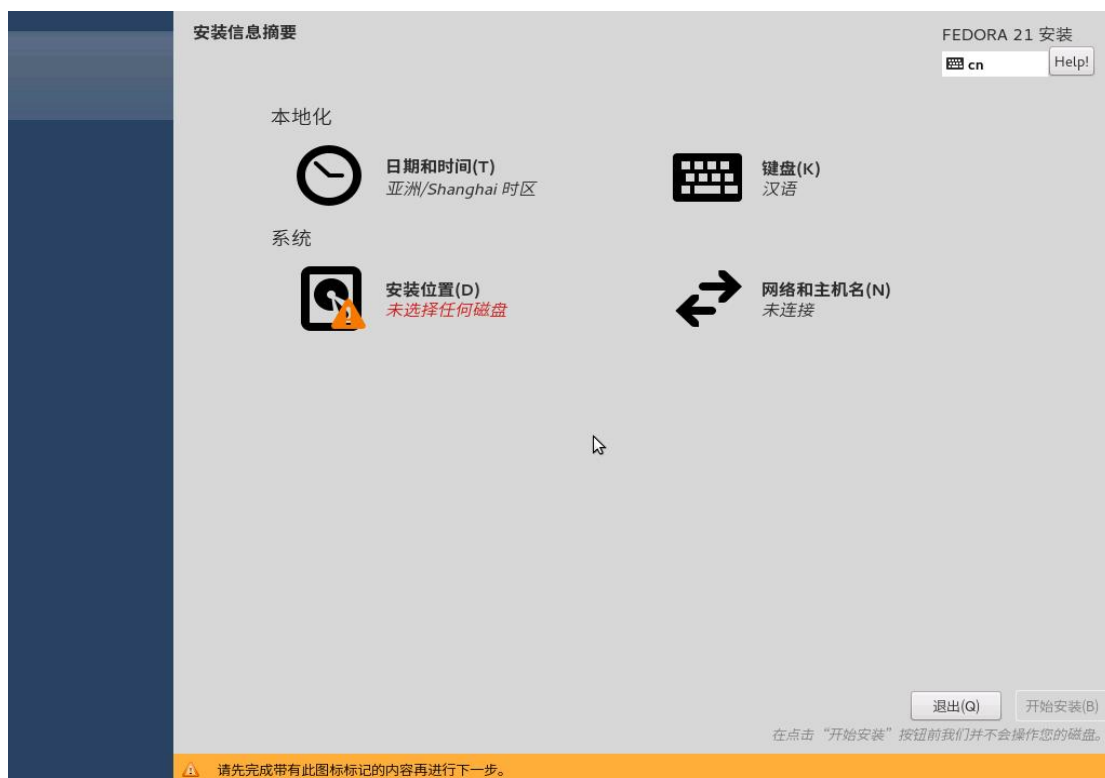 安装信息摘要
FEDORA 21 安装
cn
Help!
本地化
日期和时间(T)
亚洲/Shanghai 时区
键盘(K)
汉语
系统
安装位置(D)
未选择任何磁盘
网络和主机名(N)
未连接
退出(Q)
开始安装(B)
在点击“开始安装”按钮前我们并不会操作您的磁盘。
请先完成带有此图标标记的内容再进行下一步。